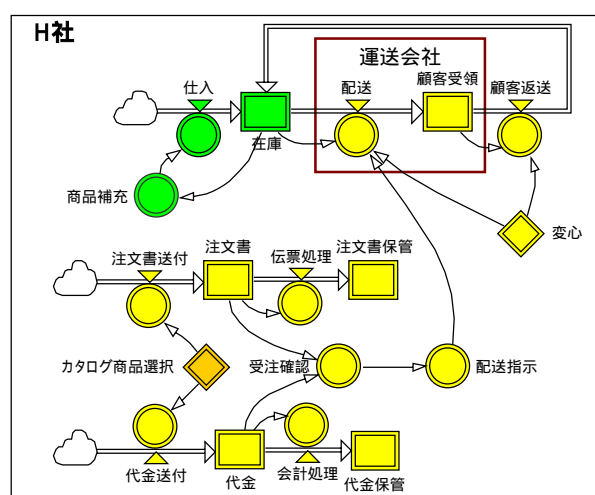 H社
運送会社
仕入
配送
顧客受領
顧客返送
在庫
商品補充
変心
注文書
注文書保管
注文書送付
伝票処理
カタログ商品選択
受注確認
配送指示
代金送付
代金
会計処理
代金保管